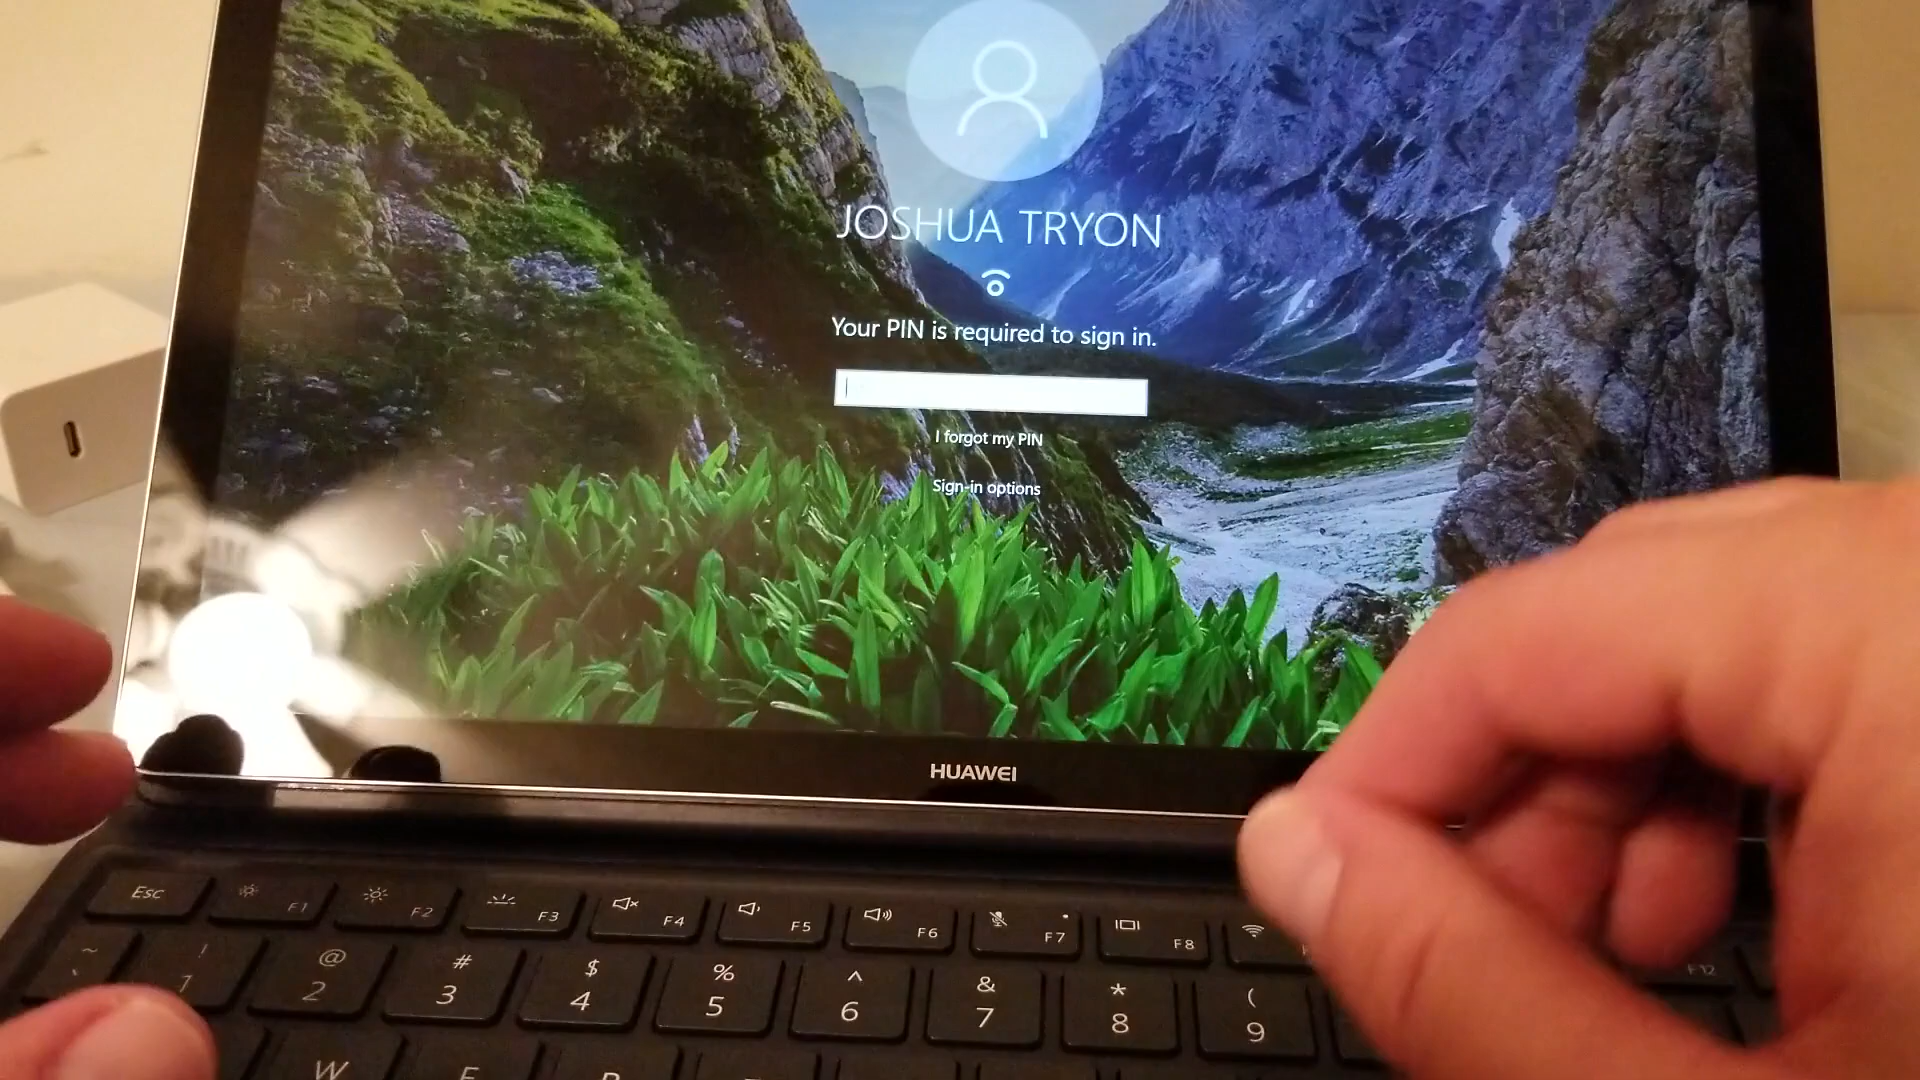 JOSHUA TRYON
Your PIN is required to sign in.
I forgot my PIN
Sign-in options
HUAWEI
Esc F1 F2 F3 F4 F5 F6 F7 F8 F12
~ ! @ # $ % ^ & * (
` 1 2 3 4 5 6 7 8 9
W